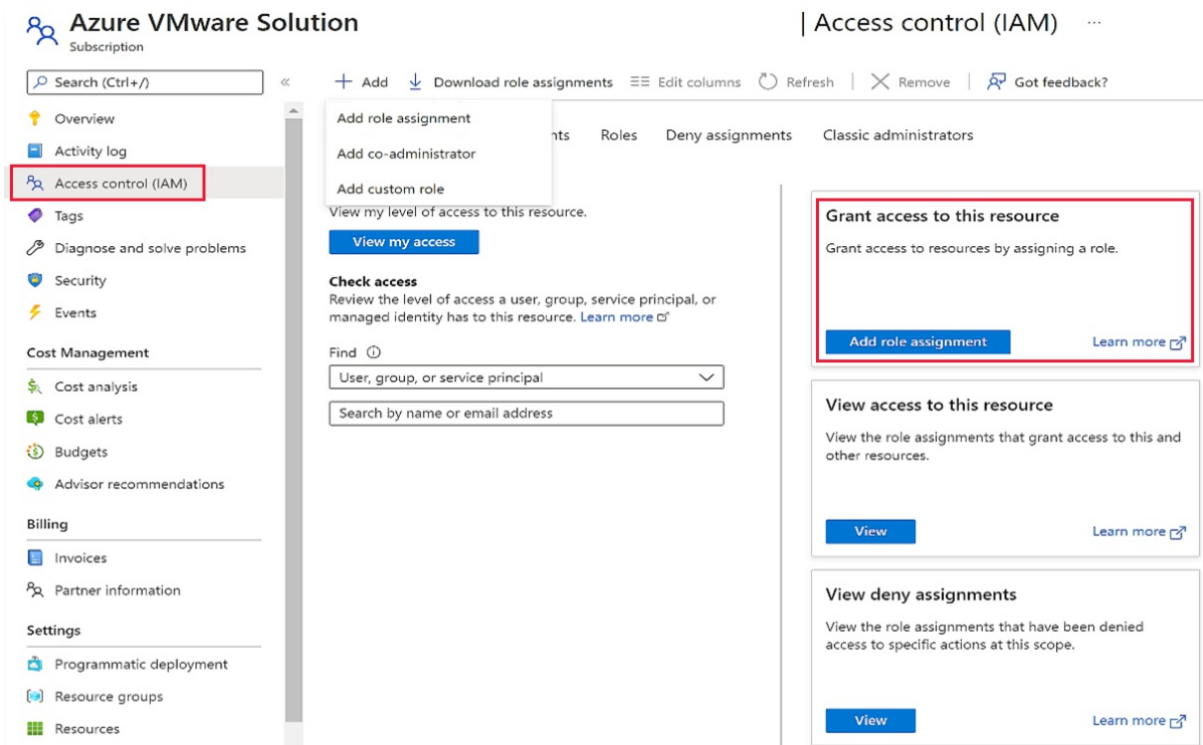 Azure VMware Solution
Subscription
| Access control (IAM) ...
Search (Ctrl+/)
«
Add
Download role assignments
Edit columns
Refresh
Remove
Got feedback?
Overview
Activity log
Access control (IAM)
Tags
Diagnose and solve problems
Security
Events
Cost Management
Cost analysis
Cost alerts
Budgets
Advisor recommendations
Billing
Invoices
Partner information
Settings
Programmatic deployment
Resource groups
Resources
Add role assignment
Add co-administrator
Add custom role
nts
Roles
Deny assignments
Classic administrators
View my level of access to this resource.
View my access
Check access
Review the level of access a user, group, service principal, or
managed identity has to this resource. Learn more
Find
User, group, or service principal
Search by name or email address
Grant access to this resource
Grant access to resources by assigning a role.
Add role assignment
Learn more
View access to this resource
View the role assignments that grant access to this and
other resources.
View
Learn more
View deny assignments
View the role assignments that have been denied
access to specific actions at this scope.
View
Learn more